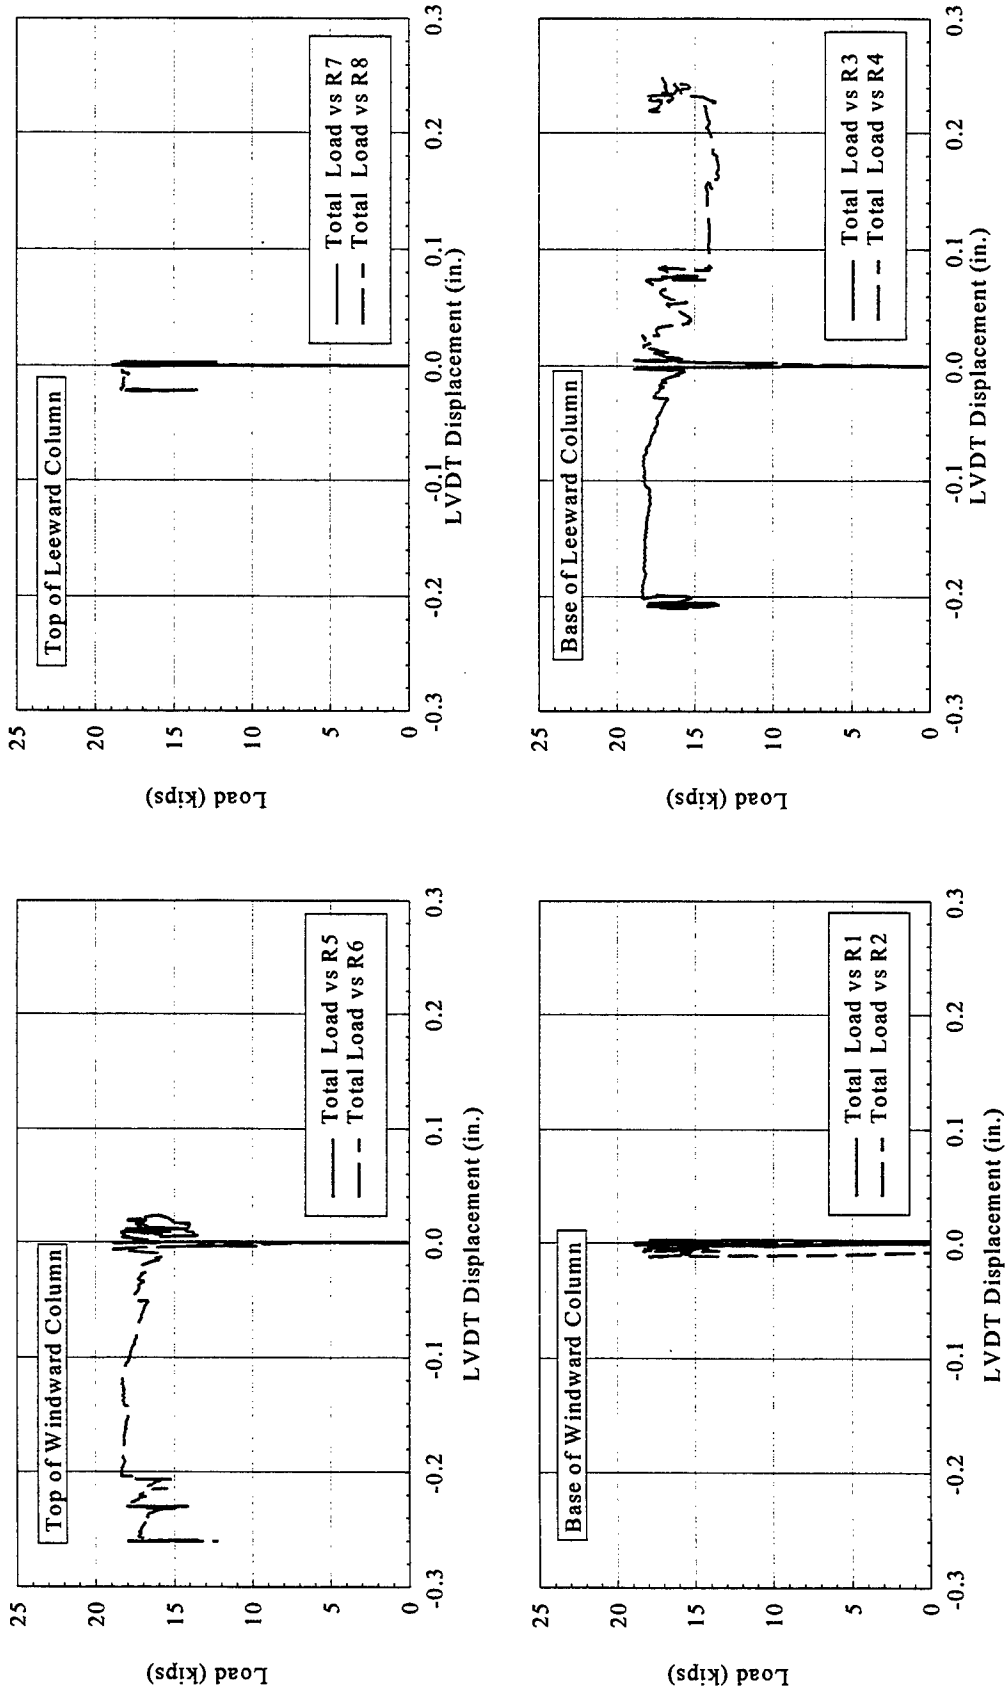 Top of Windward Column
25
20
15
10
5
0
Load (kips)
-0.3
-0.2
-0.1
0.0
0.1
0.2
0.3
LVDT Displacement (in.)
Total Load vs R5
Total Load vs R6
Top of Leeward Column
25
20
15
10
5
0
Load (kips)
-0.3
-0.2
-0.1
0.0
0.1
0.2
0.3
LVDT Displacement (in.)
Total Load vs R7
Total Load vs R8
Base of Windward Column
25
20
15
10
5
0
Load (kips)
-0.3
-0.2
-0.1
0.0
0.1
0.2
0.3
LVDT Displacement (in.)
Total Load vs R1
Total Load vs R2
Base of Leeward Column
25
20
15
10
5
0
Load (kips)
-0.3
-0.2
-0.1
0.0
0.1
0.2
0.3
LVDT Displacement (in.)
Total Load vs R3
Total Load vs R4